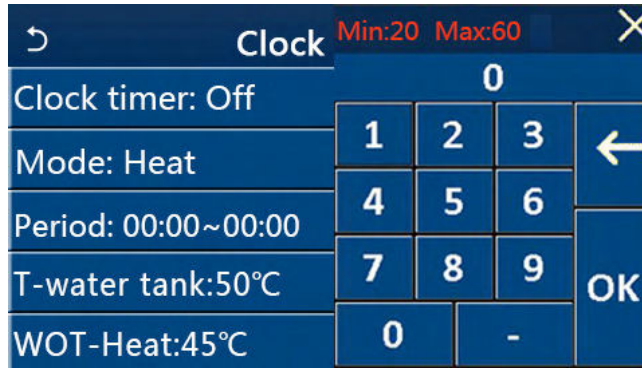 Clock
Clock timer: Off
Mode: Heat
Period: 00:00~00:00
T-water tank:50℃
WOT-Heat:45℃
Min:20 Max:60
0
1 2 3
4 5 6
7 8 9
OK
0 -